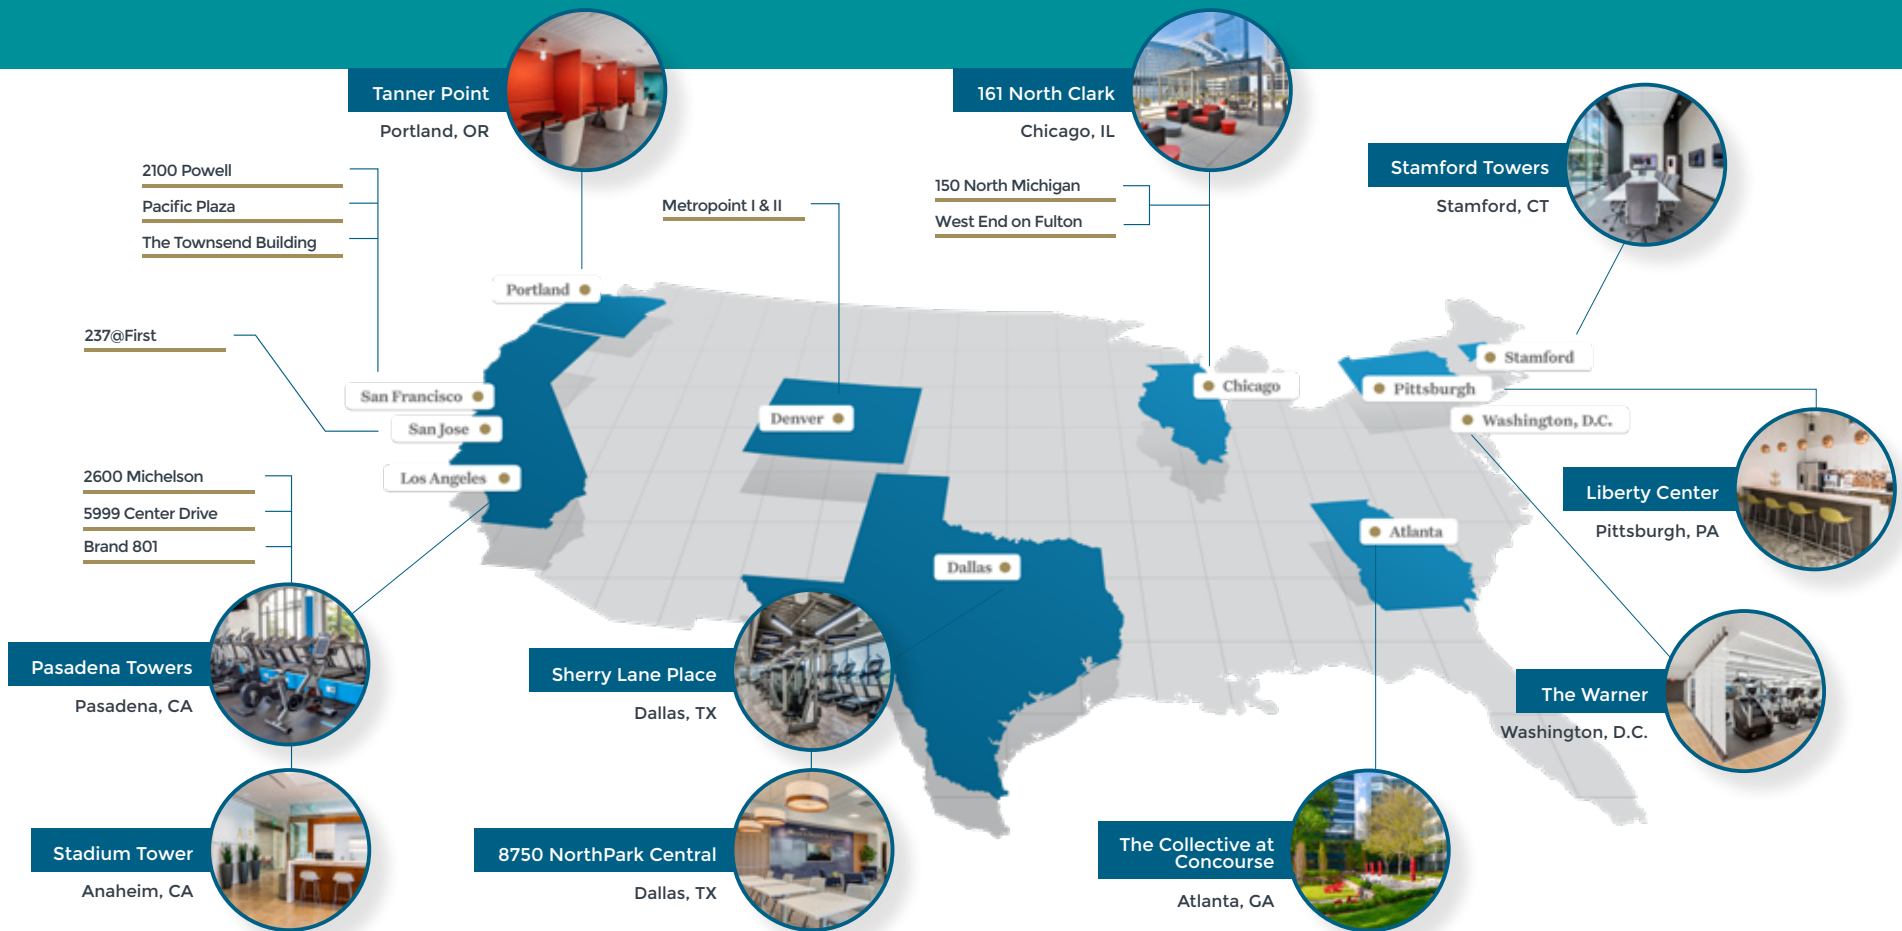 Tanner Point
Portland, OR
161 North Clark
Chicago, IL
Stamford Towers
Stamford, CT
2100 Powell
Pacific Plaza
The Townsend Building
Metropoint I & II
150 North Michigan
West End on Fulton
237@First
Portland
San Francisco
San Jose
Los Angeles
Denver
Dallas
Chicago
Stamford
Pittsburgh
Washington, D.C.
Atlanta
2600 Michelson
5999 Center Drive
Brand 801
Liberty Center
Pittsburgh, PA
Pasadena Towers
Pasadena, CA
Sherry Lane Place
Dallas, TX
The Warner
Washington, D.C.
Stadium Tower
Anaheim, CA
8750 NorthPark Central
Dallas, TX
The Collective at
Concourse
Atlanta, GA